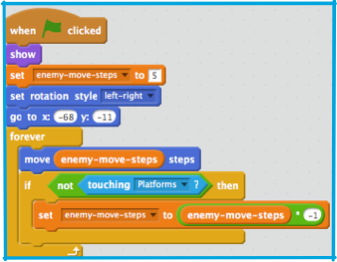 when clicked
show
set enemy-move-steps to 5
set rotation style left-right
go to x: -68 y: -11
forever
move enemy-move-steps steps
if not touching Platforms ? then
set enemy-move-steps to enemy-move-steps * -1